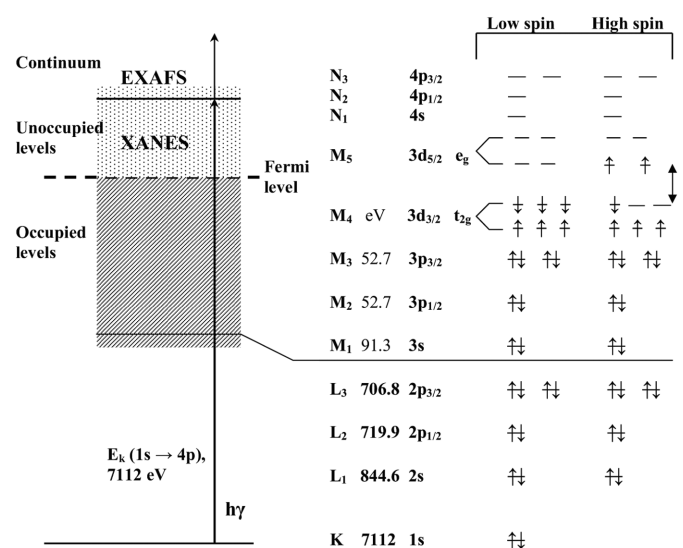 Low spin High spin
Continuum
EXAFS
Unoccupied
levels
XANES
Fermi
level
Occupied
levels
E_k (1s → 4p),
7112 eV
hγ
N₃ 4p₃/₂
N₂ 4p₁/₂
N₁ 4s
M₅ 3d₅/₂ e_g
M₄ eV 3d₃/₂ t₂g
M₃ 52.7 3p₃/₂
M₂ 52.7 3p₁/₂
M₁ 91.3 3s
L₃ 706.8 2p₃/₂
L₂ 719.9 2p₁/₂
L₁ 844.6 2s
K 7112 1s